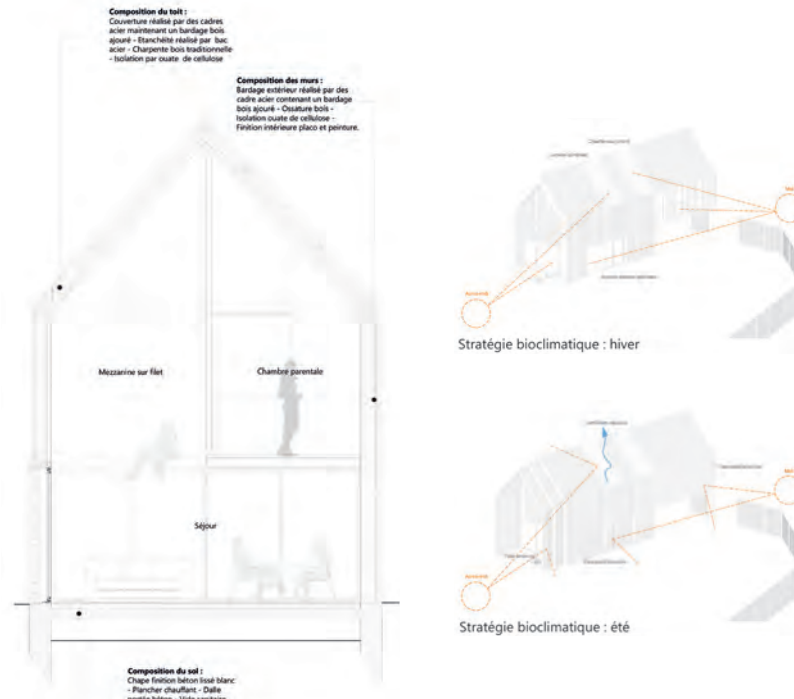 Composition du toit :
Couverture réalisé par des cadres
acier maintenant un bardage bois
ajouré - Etanchéité réalisé par bac
acier - Charpente bois traditionnelle
- Isolation par ouate de cellulose
Composition des murs :
Bardage extérieur réalisé par des
cadre acier contenant un bardage
bois ajouré - Ossature bois -
Isolation ouate de cellulose -
Finition intérieure placo et peinture.
Stratégie bioclimatique : hiver
Mezzanine sur filet
Chambre parentale
Séjour
Stratégie bioclimatique : été
Composition du sol :
Chape finition béton lissé blanc
- Plancher chauffant - Dalle
portée béton - Vide sanitaire